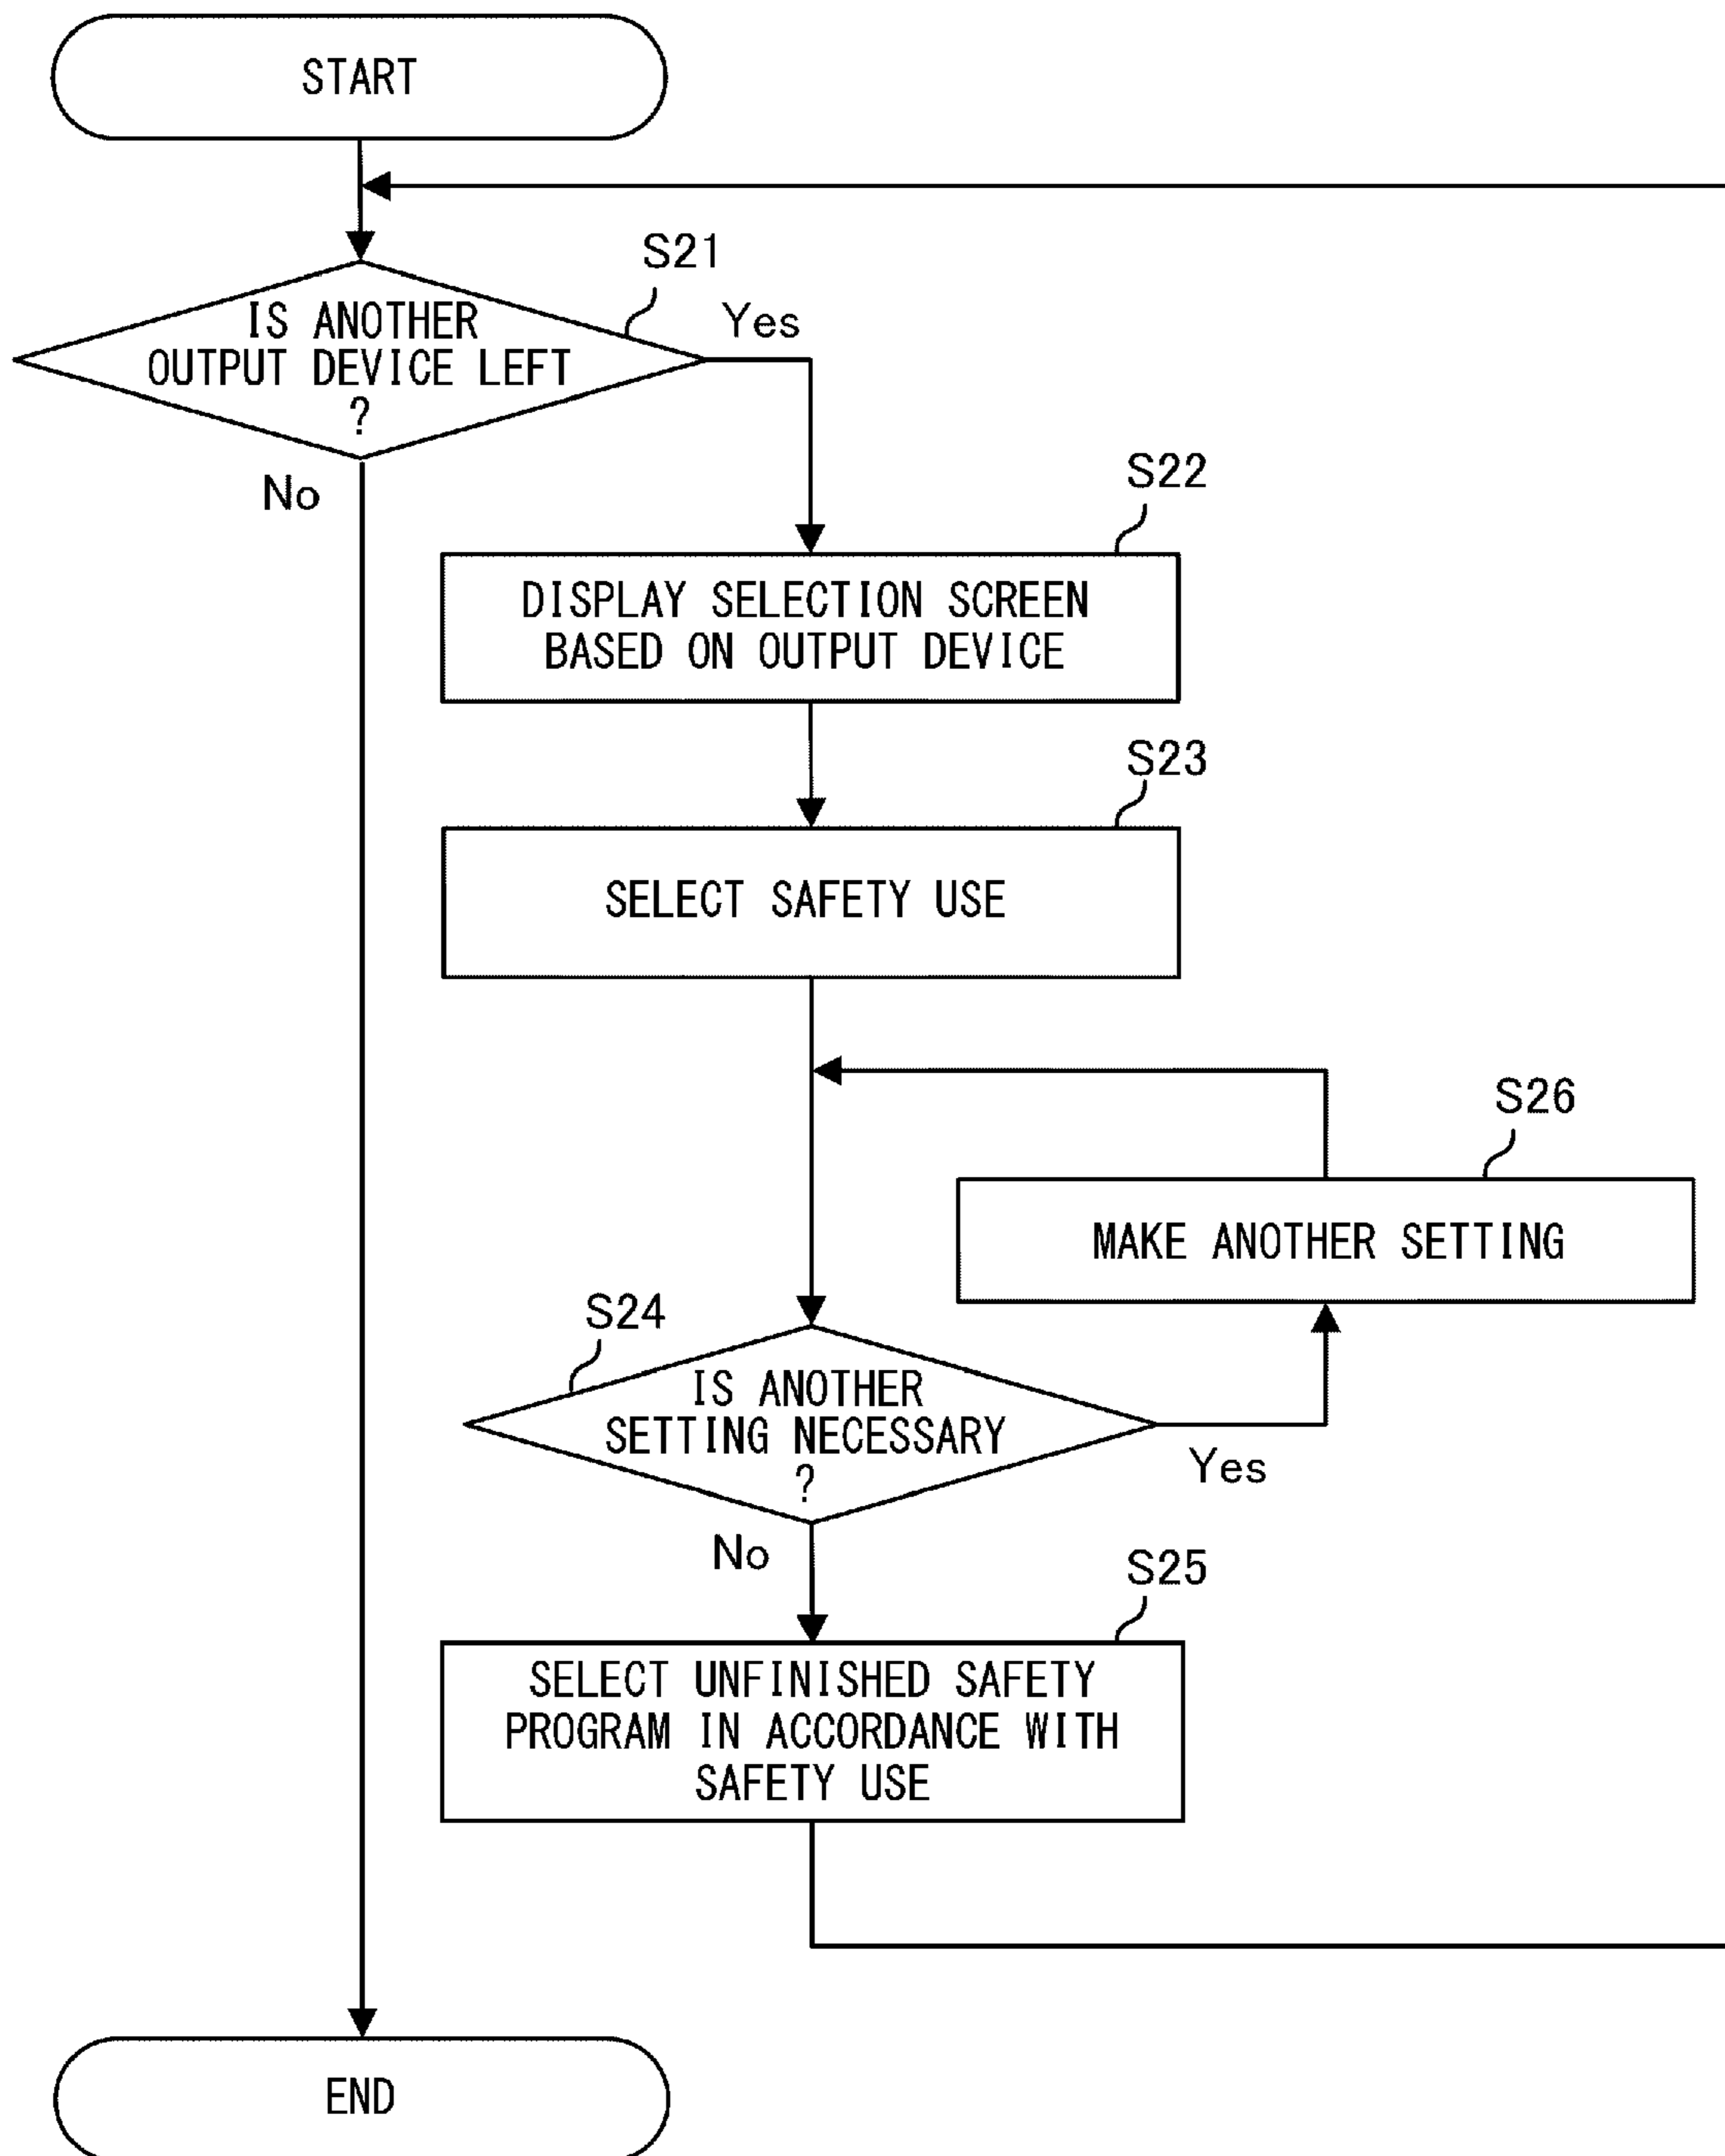 START
S21
IS ANOTHER
OUTPUT DEVICE LEFT
?
Yes
No
S22
DISPLAY SELECTION SCREEN
BASED ON OUTPUT DEVICE
S23
SELECT SAFETY USE
S26
MAKE ANOTHER SETTING
S24
IS ANOTHER
SETTING NECESSARY
?
Yes
No
S25
SELECT UNFINISHED SAFETY
PROGRAM IN ACCORDANCE WITH
SAFETY USE
END